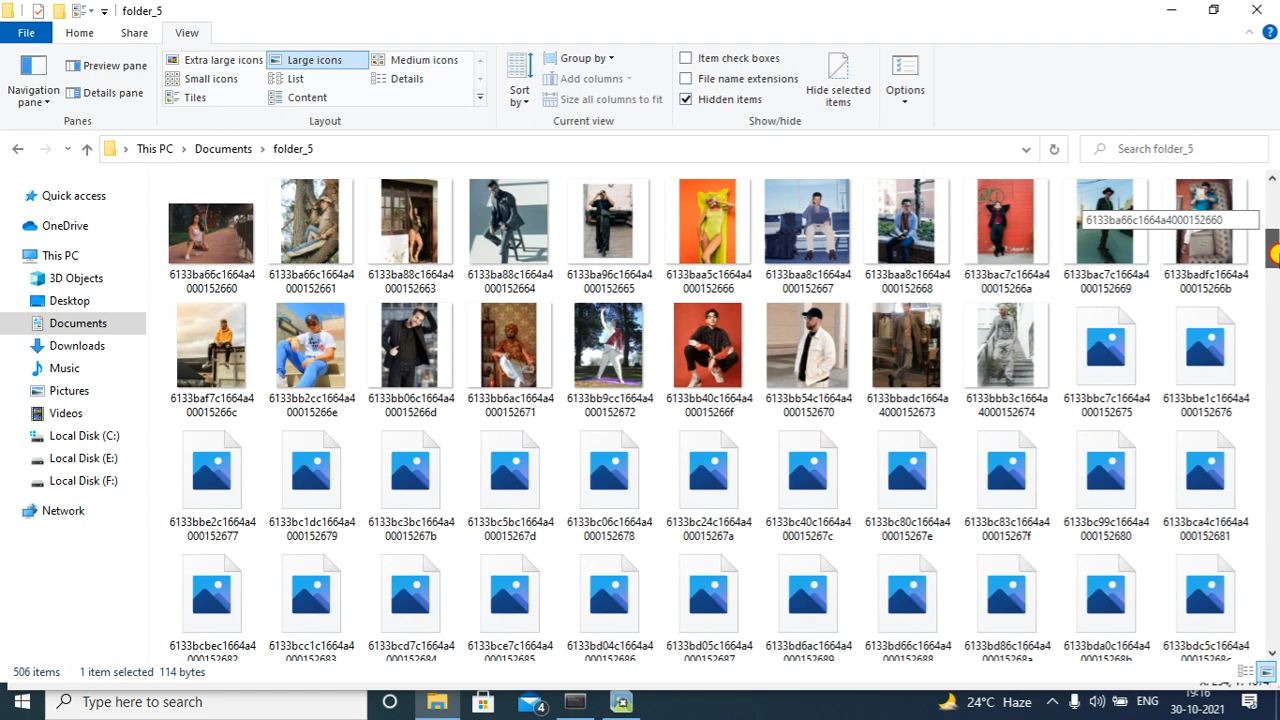 folder_5
File
Home
Share
View
Navigation pane
Preview pane
Details pane
Panes
Extra large icons
Large icons
Medium icons
Small icons
List
Details
Tiles
Content
Layout
Sort by
Group by
Add columns
Size all columns to fit
Current view
Item check boxes
File name extensions
Hidden items
Show/hide
Hide selected items
Options
This PC
Documents
folder_5
Search folder_5
Quick access
OneDrive
This PC
3D Objects
Desktop
Documents
Downloads
Music
Pictures
Videos
Local Disk (C:)
Local Disk (E:)
Local Disk (F:)
Network
6133ba66c1664a4000152660
6133ba66c1664a4000152660
6133ba66c1664a4000152661
6133ba88c1664a4000152663
6133ba88c1664a4000152664
6133ba96c1664a4000152665
6133baa5c1664a4000152666
6133baa8c1664a4000152667
6133baa8c1664a4000152668
6133bac7c1664a400015266a
6133bac7c1664a4000152669
6133badfc1664a400015266b
6133baf7c1664a400015266c
6133bb2cc1664a400015266e
6133bb06c1664a400015266d
6133bb6ac1664a4000152671
6133bb9cc1664a4000152672
6133bb40c1664a400015266f
6133bb54c1664a4000152670
6133bbadc1664a4000152673
6133bbb3c1664a4000152674
6133bbc7c1664a4000152675
6133bbe1c1664a4000152676
6133bbe2c1664a4000152677
6133bc1dc1664a4000152679
6133bc3bc1664a400015267b
6133bc5bc1664a400015267d
6133bc06c1664a4000152678
6133bc24c1664a400015267a
6133bc40c1664a400015267c
6133bc80c1664a400015267e
6133bc83c1664a400015267f
6133bc99c1664a4000152680
6133bca4c1664a4000152681
6133bcbec1664a4000152682
6133bcc1c1664a4000152683
6133bcd7c1664a4000152684
6133bce7c1664a4000152685
6133bd04c1664a4000152686
6133bd05c1664a4000152687
6133bd6ac1664a4000152689
6133bd66c1664a4000152688
6133bd86c1664a400015268a
6133bda0c1664a400015268b
6133bdc5c1664a400015268c
506 items
1 item selected 114 bytes
Type here to search
4
24°C Haze
ENG
19:16
30-10-2021